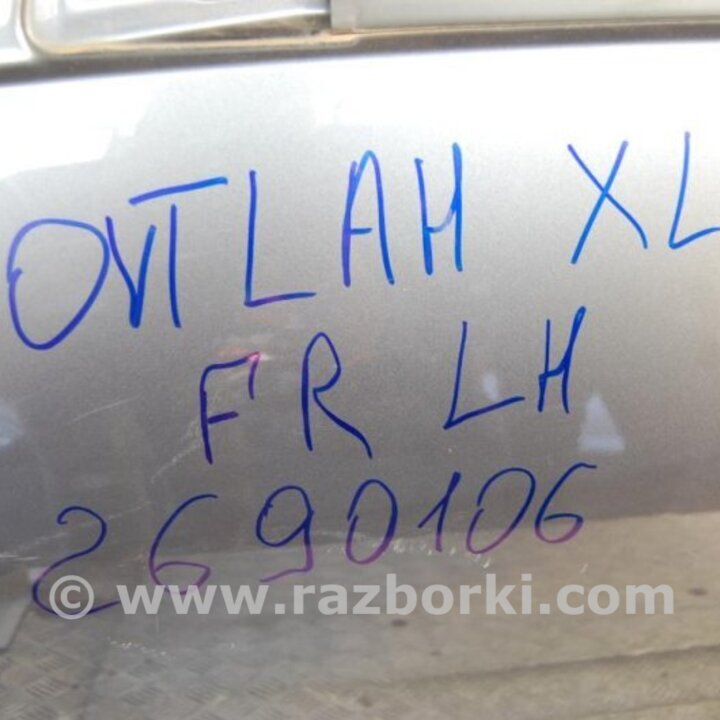 OVTLAH XL
FR LH
2690106
© www.razborki.com